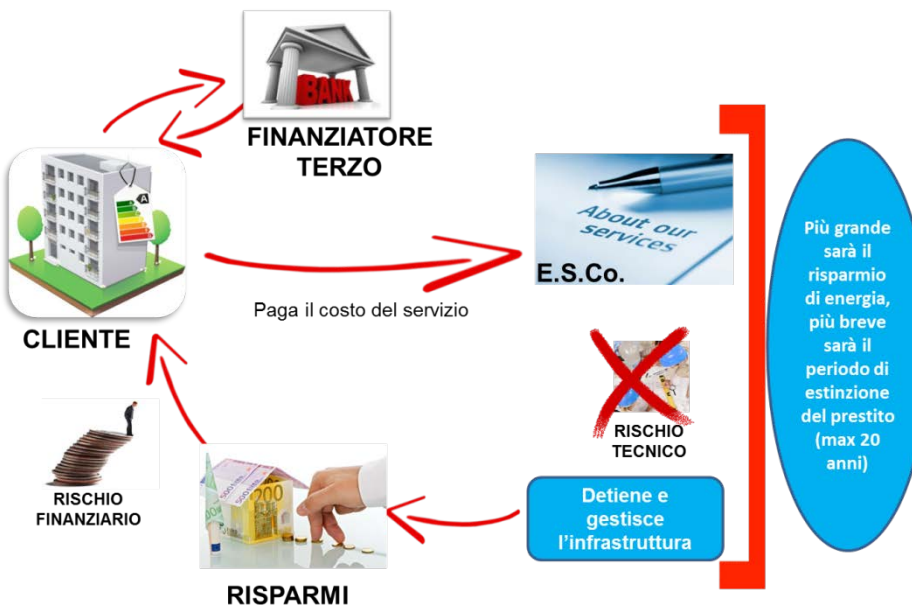 BANK
FINANZIATORE
TERZO
A
About our
services
E.S.Co.
Più grande
sarà il
risparmio
di energia,
più breve
sarà il
periodo di
estinzione
del prestito
(max 20
anni)
Paga il costo del servizio
CLIENTE
RISCHIO
TECNICO
RISCHIO
FINANZIARIO
500
200
Detiene e
gestisce
l’infrastruttura
RISPARMI